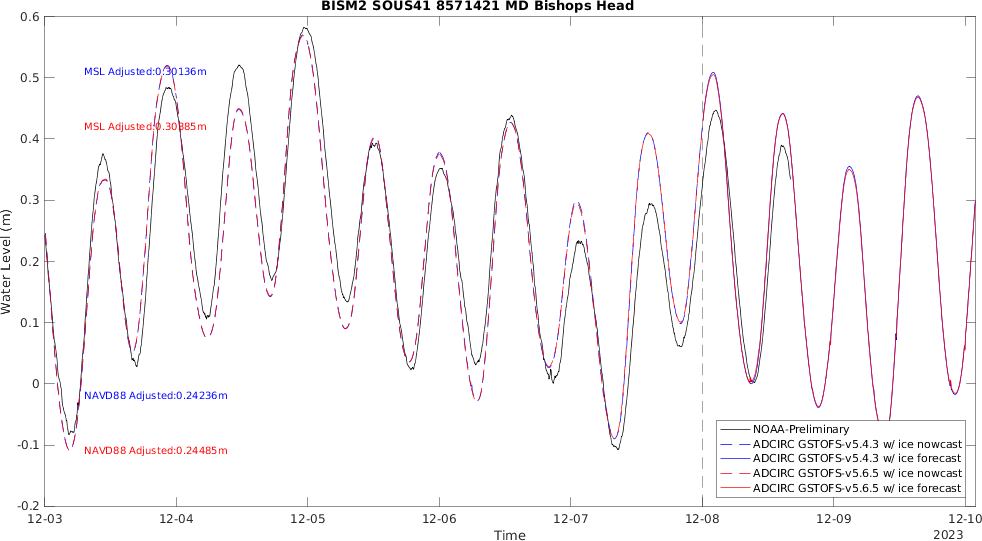 BISM2 SOUS41 8571421 MD Bishops Head
Water Level (m)
0.6
0.5
0.4
0.3
0.2
0.1
0
-0.1
-0.2
MSL Adjusted:0.30136m
MSL Adjusted:0.30385m
NAVD88 Adjusted:0.24236m
NAVD88 Adjusted:0.24485m
NOAA-Preliminary
ADCIRC GSTOFS-v5.4.3 w/ ice nowcast
ADCIRC GSTOFS-v5.4.3 w/ ice forecast
ADCIRC GSTOFS-v5.6.5 w/ ice nowcast
ADCIRC GSTOFS-v5.6.5 w/ ice forecast
12-03 12-04 12-05 12-06 12-07 12-08 12-09 12-10
Time
2023